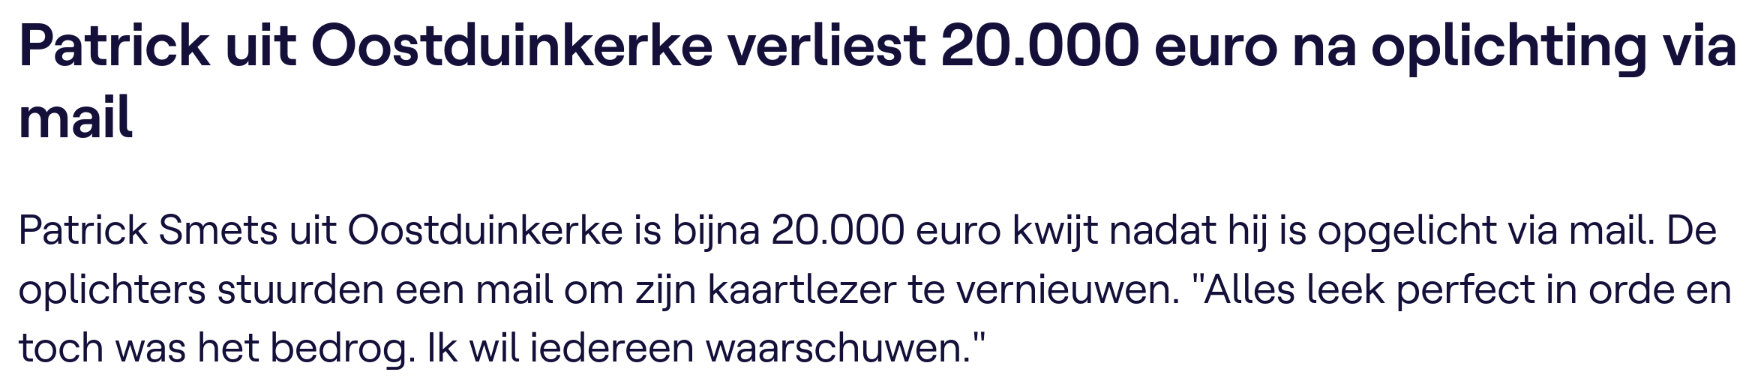 Patrick uit Oostduinkerke verliest 20.000 euro na oplichting via
mail
Patrick Smets uit Oostduinkerke is bijna 20.000 euro kwijt nadat hij is opgelicht via mail. De
oplichters stuurden een mail om zijn kaartlezer te vernieuwen. "Alles leek perfect in orde en
toch was het bedrog. Ik wil iedereen waarschuwen."